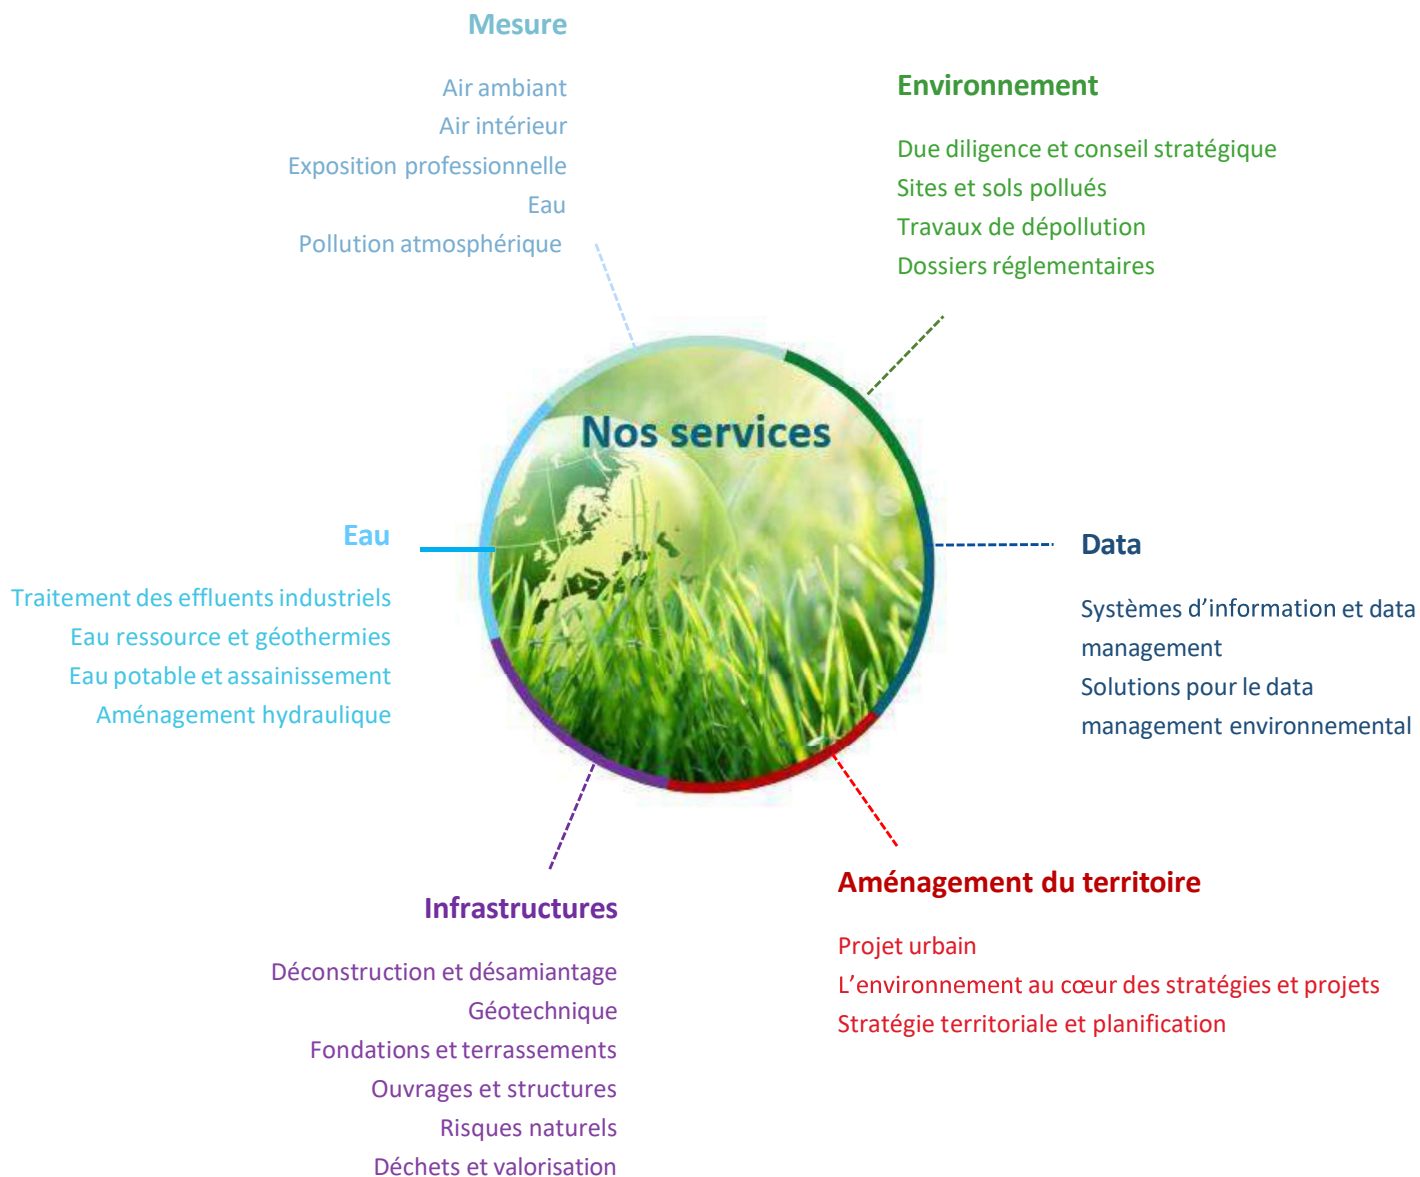 Mesure
Air ambiant
Air intérieur
Exposition professionnelle
Eau
Pollution atmosphérique
Environnement
Due diligence et conseil stratégique
Sites et sols pollués
Travaux de dépollution
Dossiers réglementaires
Nos services
Eau
Traitement des effluents industriels
Eau ressource et géothermies
Eau potable et assainissement
Aménagement hydraulique
Data
Systèmes d’information et data
management
Solutions pour le data
management environnemental
Infrastructures
Déconstruction et désamiantage
Géotechnique
Fondations et terrassements
Ouvrages et structures
Risques naturels
Déchets et valorisation
Aménagement du territoire
Projet urbain
L’environnement au cœur des stratégies et projets
Stratégie territoriale et planification